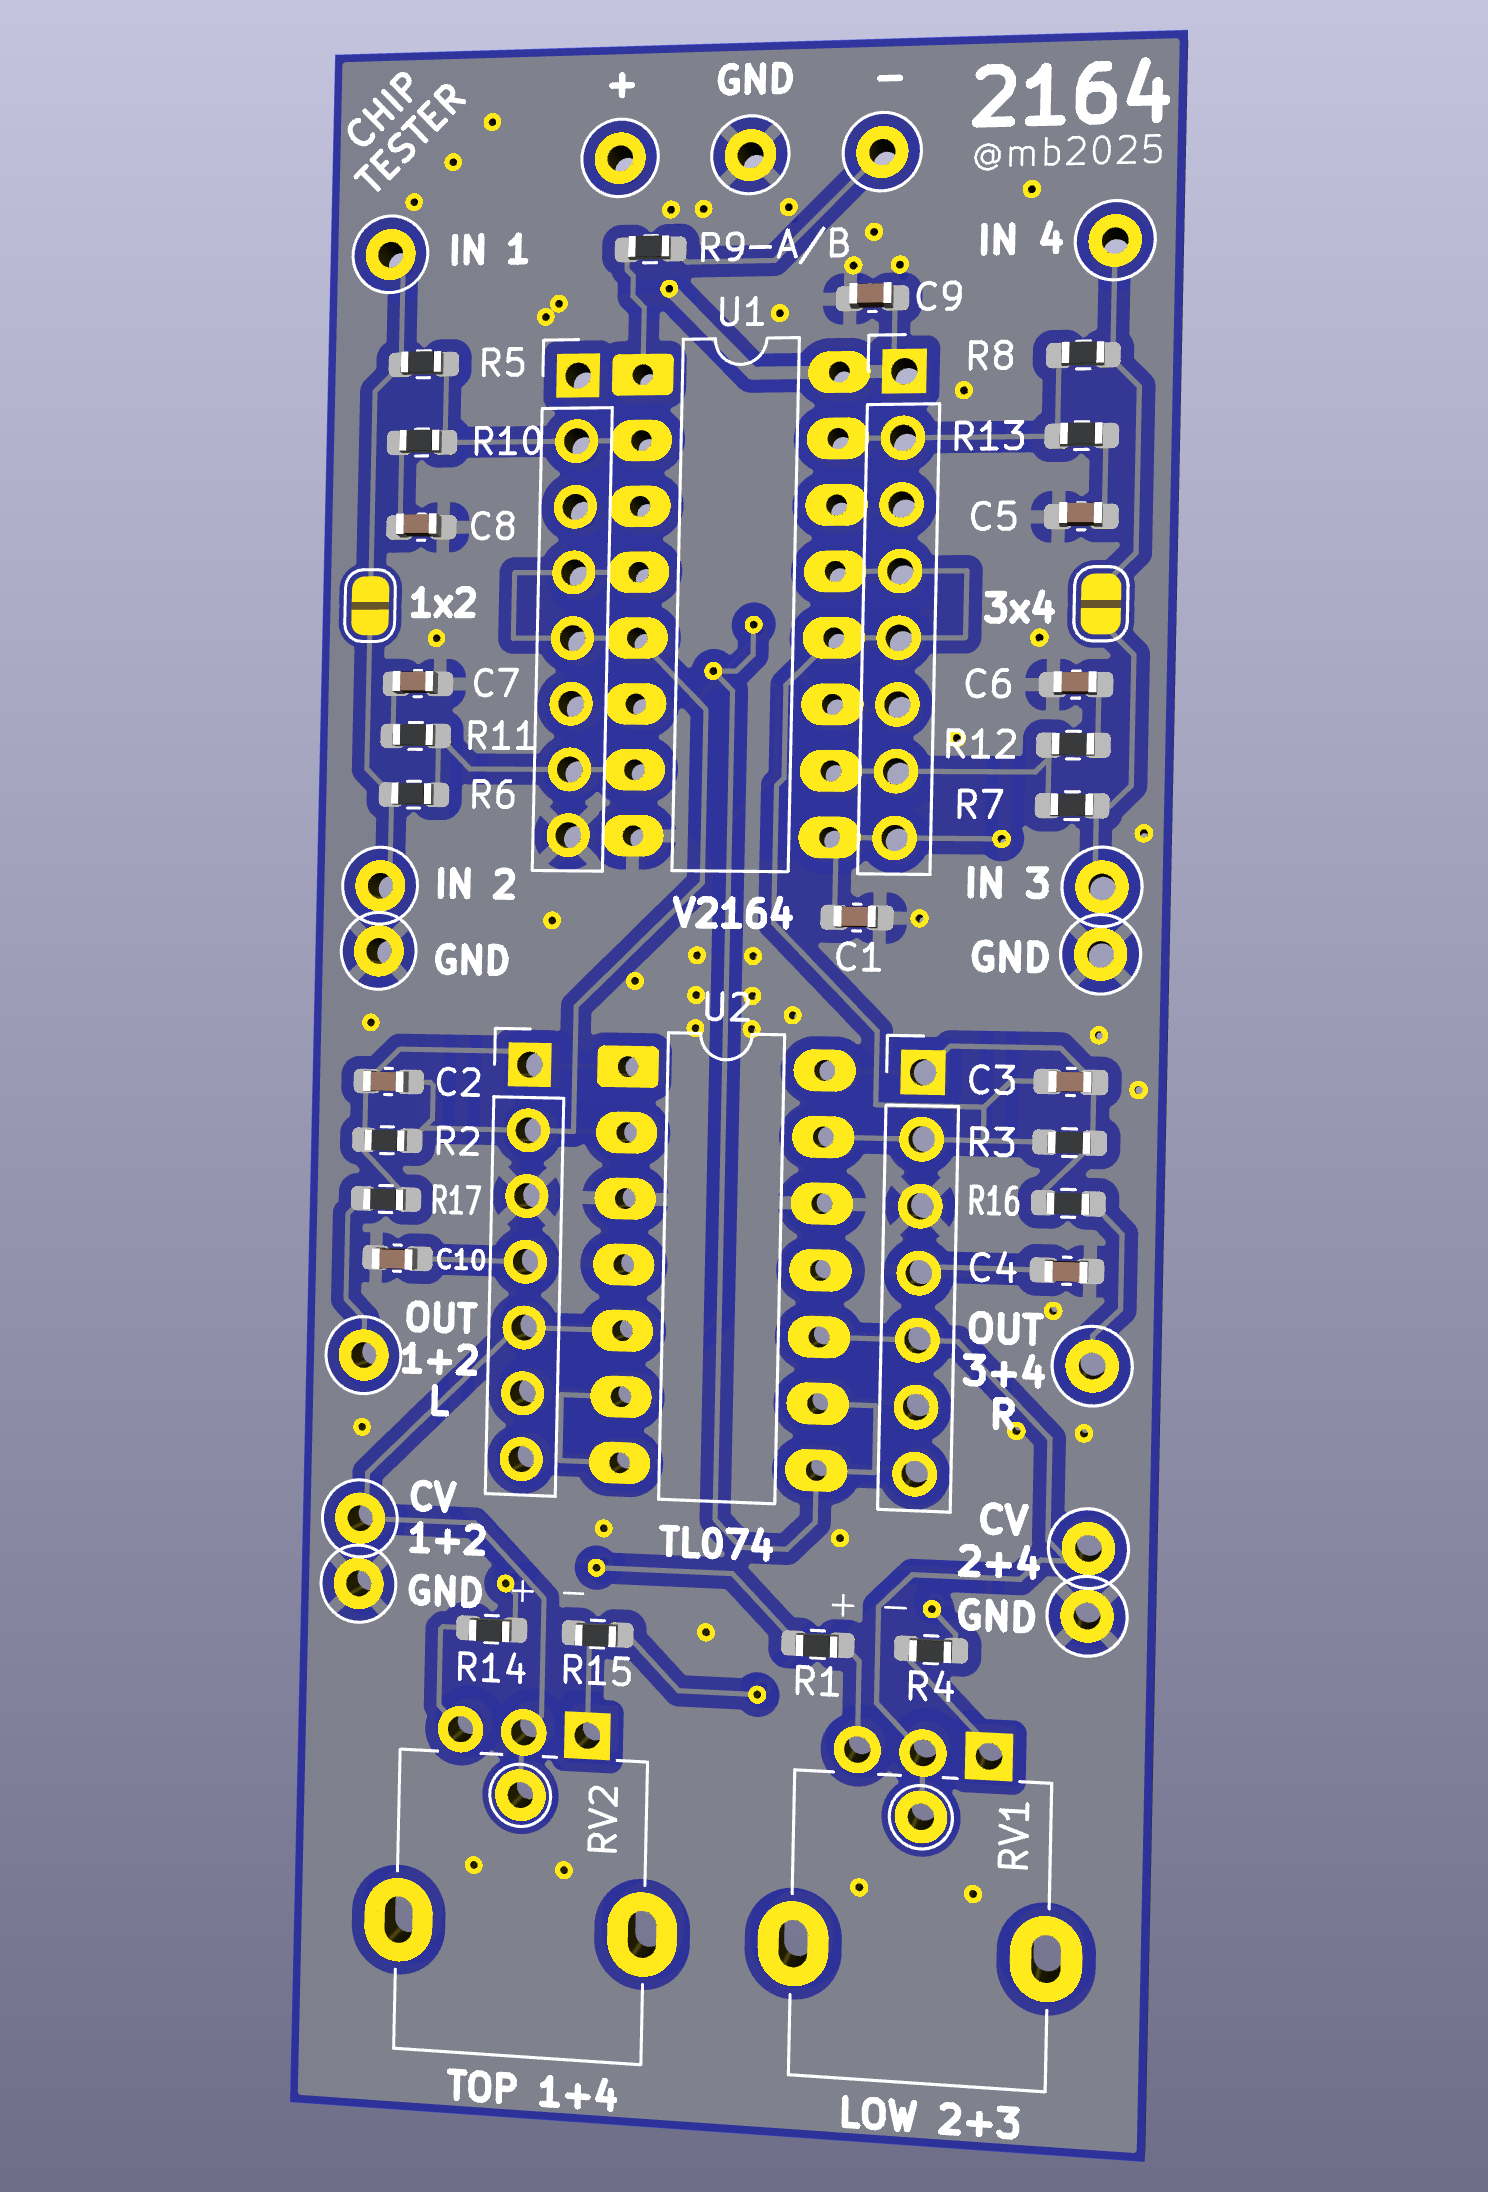 CHIP
TESTER
+ GND -
2164
@mb2025
IN 1
R9-A/B
IN 4
C9
U1
R5
R8
R10
R13
C8
C5
1x2
3x4
C7
C6
R11
R12
R6
R7
IN 2
IN 3
V2164
GND
C1
GND
U2
C2
C3
R2
R3
R17
R16
C10
C4
OUT
1+2
L
OUT
3+4
R
CV
1+2
GND
TL074
CV
2+4
GND
+ -
+ -
R14
R15
R1
R4
RV2
RV1
TOP 1+4
LOW 2+3